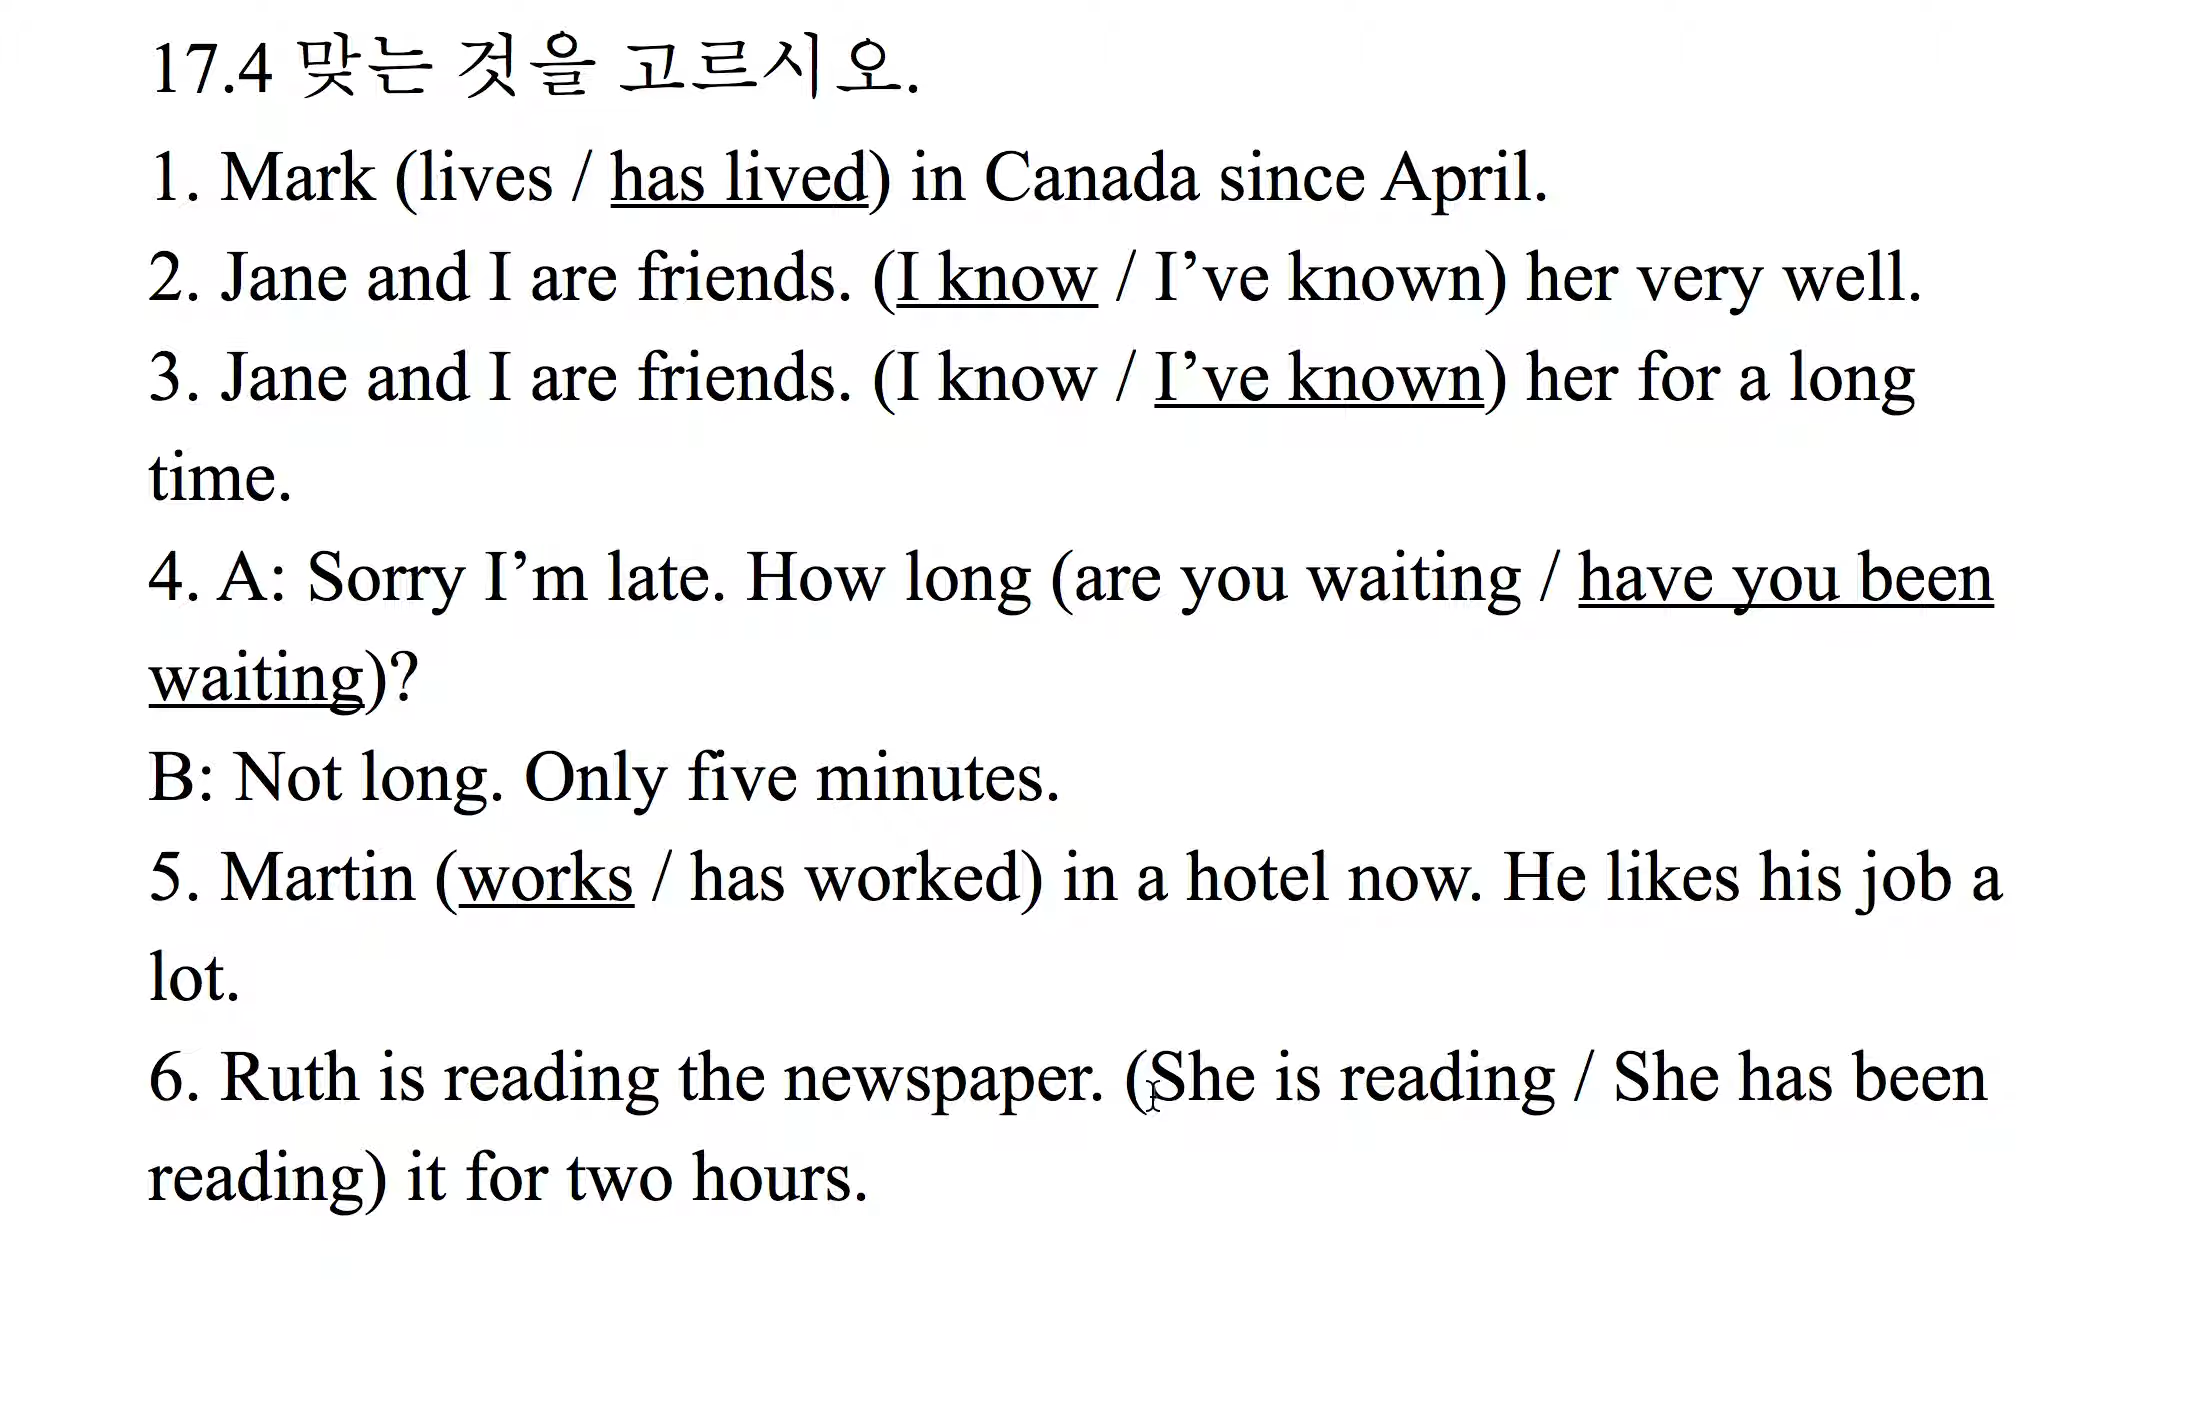 17.4 맞는 것을 고르시오.
1. Mark (lives / has lived) in Canada since April.
2. Jane and I are friends. (I know / I’ve known) her very well.
3. Jane and I are friends. (I know / I’ve known) her for a long
time.
4. A: Sorry I’m late. How long (are you waiting / have you been
waiting)?
B: Not long. Only five minutes.
5. Martin (works / has worked) in a hotel now. He likes his job a
lot.
6. Ruth is reading the newspaper. (She is reading / She has been
reading) it for two hours.